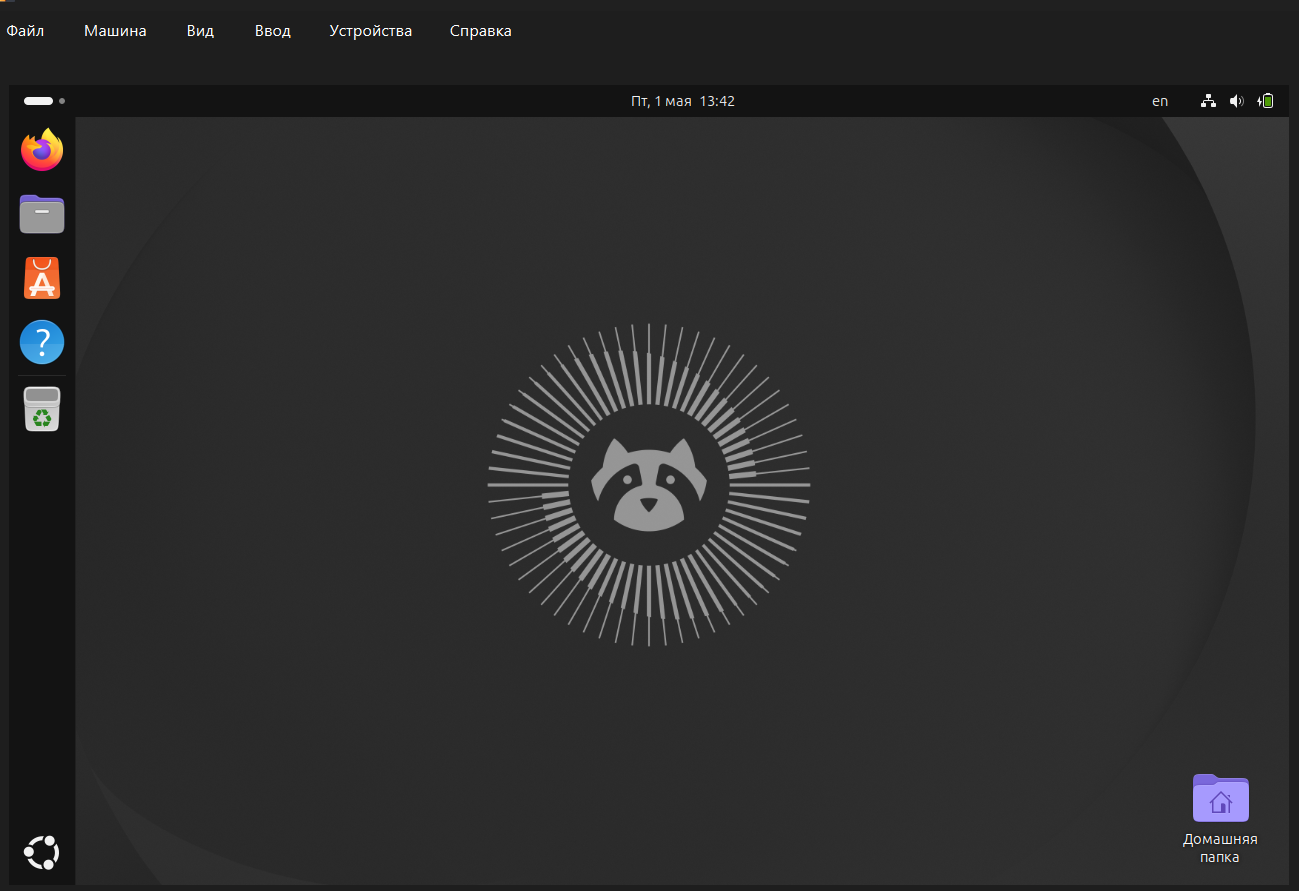 Файл Машина Вид Ввод Устройства Справка
Пт, 1 мая 13:42 en
Домашняя
папка